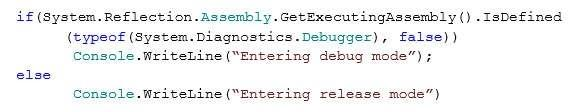 if(System.Reflection.Assembly.GetExecutingAssembly().IsDefined
(typeof(System.Diagnostics.Debugger), false))
Console.WriteLine(“Entering debug mode”);
else
Console.WriteLine(“Entering release mode”)